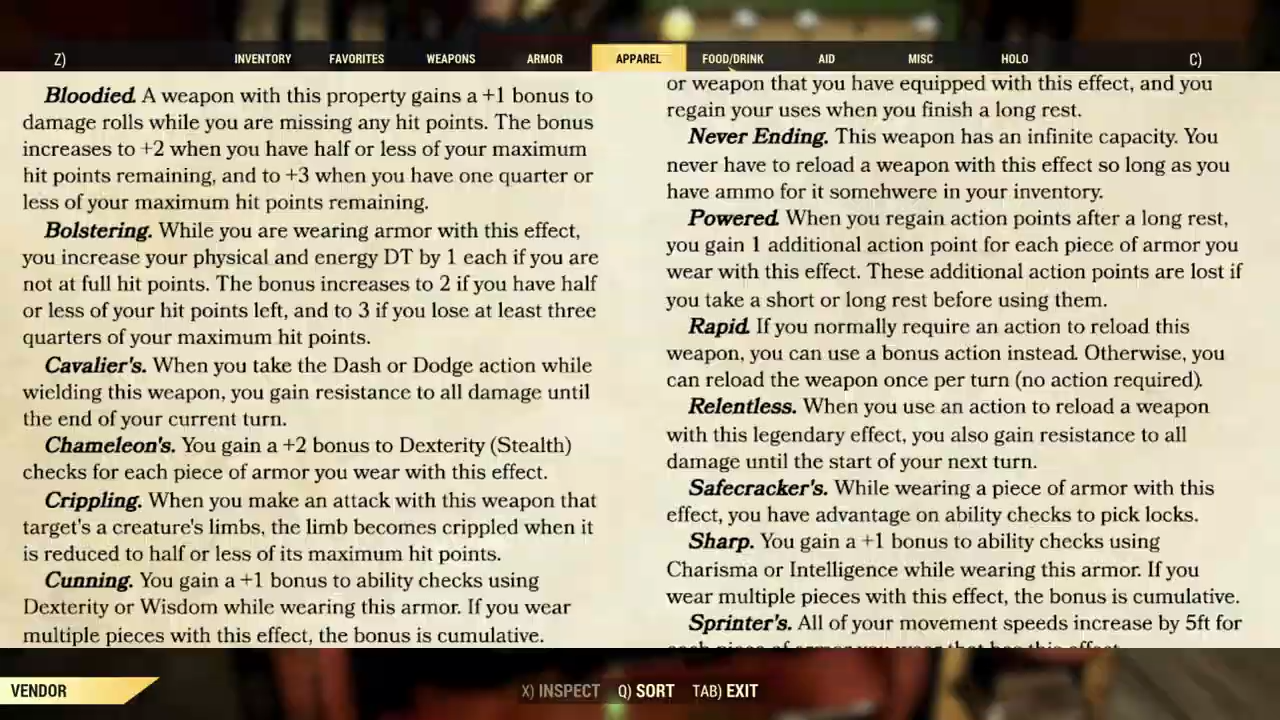 Z) INVENTORY FAVORITES WEAPONS ARMOR APPAREL FOOD/DRINK AID MISC HOLO C)
Bloodied. A weapon with this property gains a +1 bonus to
damage rolls while you are missing any hit points. The bonus
increases to +2 when you have half or less of your maximum
hit points remaining, and to +3 when you have one quarter or
less of your maximum hit points remaining.
Bolstering. While you are wearing armor with this effect,
you increase your physical and energy DT by 1 each if you are
not at full hit points. The bonus increases to 2 if you have half
or less of your hit points left, and to 3 if you lose at least three
quarters of your maximum hit points.
Cavalier's. When you take the Dash or Dodge action while
wielding this weapon, you gain resistance to all damage until
the end of your current turn.
Chameleon's. You gain a +2 bonus to Dexterity (Stealth)
checks for each piece of armor you wear with this effect.
Crippling. When you make an attack with this weapon that
target's a creature's limbs, the limb becomes crippled when it
is reduced to half or less of its maximum hit points.
Cunning. You gain a +1 bonus to ability checks using
Dexterity or Wisdom while wearing this armor. If you wear
multiple pieces with this effect, the bonus is cumulative.
or weapon that you have equipped with this effect, and you
regain your uses when you finish a long rest.
Never Ending. This weapon has an infinite capacity. You
never have to reload a weapon with this effect so long as you
have ammo for it somehwere in your inventory.
Powered. When you regain action points after a long rest,
you gain 1 additional action point for each piece of armor you
wear with this effect. These additional action points are lost if
you take a short or long rest before using them.
Rapid. If you normally require an action to reload this
weapon, you can use a bonus action instead. Otherwise, you
can reload the weapon once per turn (no action required).
Relentless. When you use an action to reload a weapon
with this legendary effect, you also gain resistance to all
damage until the start of your next turn.
Safecracker's. While wearing a piece of armor with this
effect, you have advantage on ability checks to pick locks.
Sharp. You gain a +1 bonus to ability checks using
Charisma or Intelligence while wearing this armor. If you
wear multiple pieces with this effect, the bonus is cumulative.
Sprinter's. All of your movement speeds increase by 5ft for
each piece of armor you wear that has this effect.
VENDOR
X) INSPECT Q) SORT TAB) EXIT